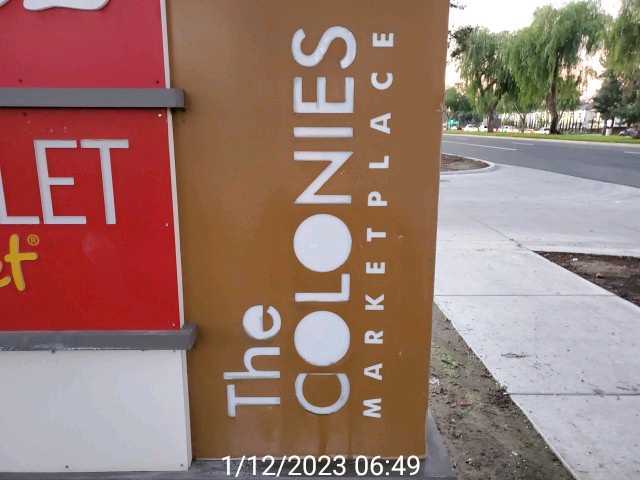 LET
The
COLONIES
MARKETPLACE
1/12/2023 06:49